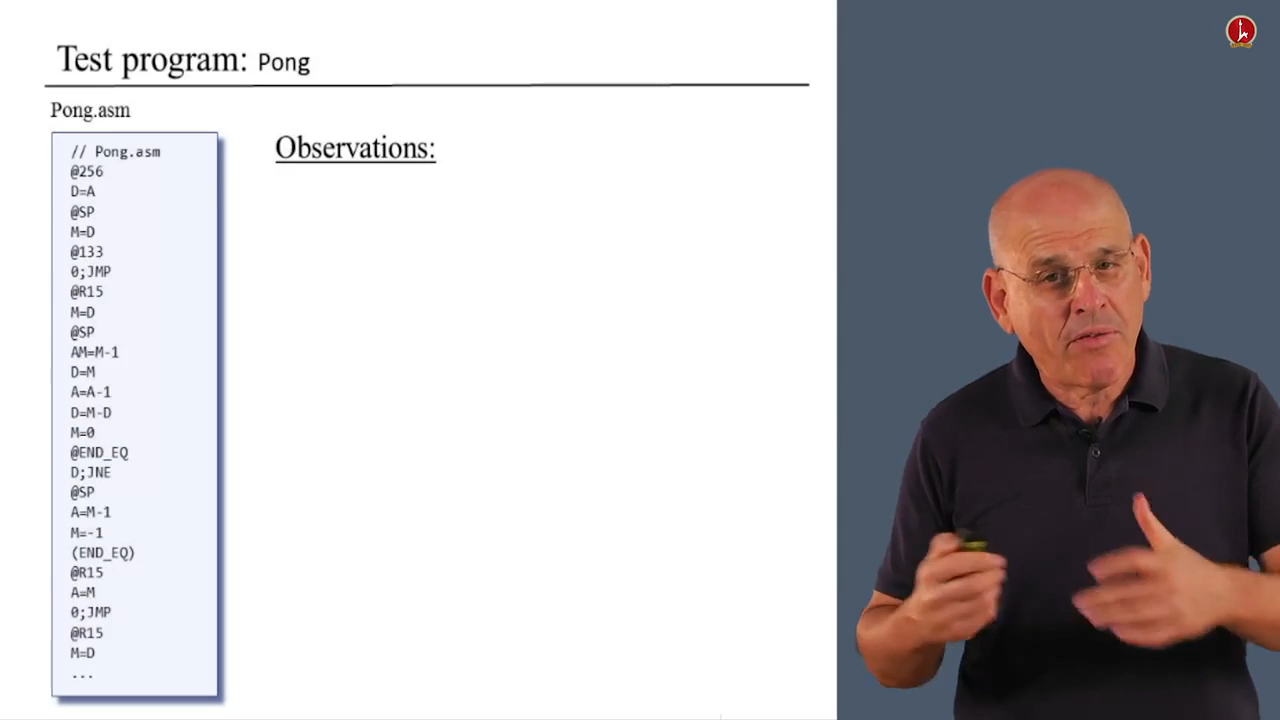 Test program: Pong
Pong.asm
Observations:
// Pong.asm
@256
D=A
@SP
M=D
@133
0;JMP
@R15
M=D
@SP
AM=M-1
D=M
A=A-1
D=M-D
M=0
@END_EQ
D;JNE
@SP
A=M-1
M=-1
(END_EQ)
@R15
A=M
0;JMP
@R15
M=D
...